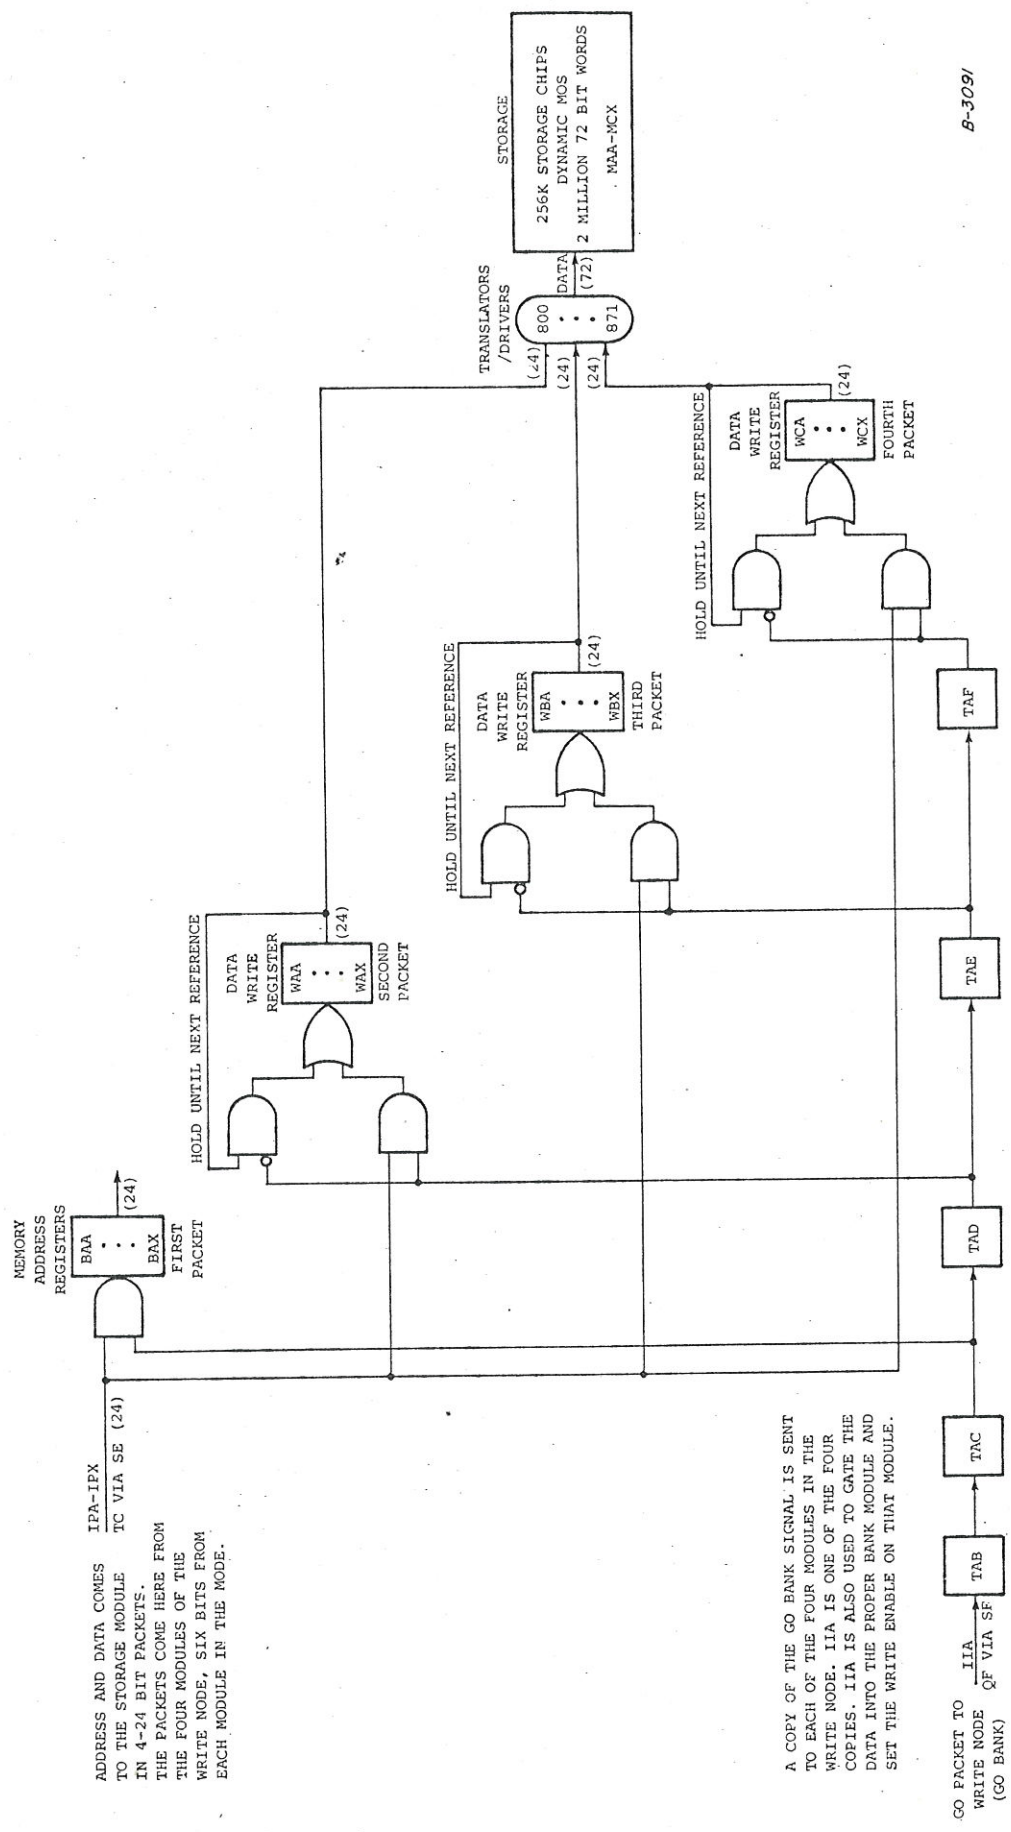 ADDRESS AND DATA COMES
TO THE STORAGE MODULE
IN 4-24 BIT PACKETS.
THE PACKETS COME HERE FROM
THE FOUR MODULES OF THE
WRITE NODE, SIX BITS FROM
EACH MODULE IN THE MODE.
IPA-IPX
TC VIA SE (24)
MEMORY
ADDRESS
REGISTERS
BAA
BAX
FIRST
PACKET
(24)
HOLD UNTIL NEXT REFERENCE
DATA
WRITE
REGISTER
WAA
WAX
SECOND
PACKET
(24)
HOLD UNTIL NEXT REFERENCE
DATA
WRITE
REGISTER
WBA
WBX
THIRD
PACKET
(24)
HOLD UNTIL NEXT REFERENCE
DATA
WRITE
REGISTER
WCA
WCX
FOURTH
PACKET
(24)
TRANSLATORS
/DRIVERS
(24)
(24)
(24)
800
871
DATA
(72)
STORAGE
256K STORAGE CHIPS
DYNAMIC MOS
2 MILLION 72 BIT WORDS
MAA-MCX
A COPY OF THE GO BANK SIGNAL IS SENT
TO EACH OF THE FOUR MODULES IN THE
WRITE NODE. IIA IS ONE OF THE FOUR
COPIES. IIA IS ALSO USED TO GATE THE
DATA INTO THE PROPER BANK MODULE AND
SET THE WRITE ENABLE ON THAT MODULE.
GO PACKET TO
WRITE NODE
(GO BANK)
IIA
QF VIA SF
TAB
TAC
TAD
TAE
TAF
B-3091